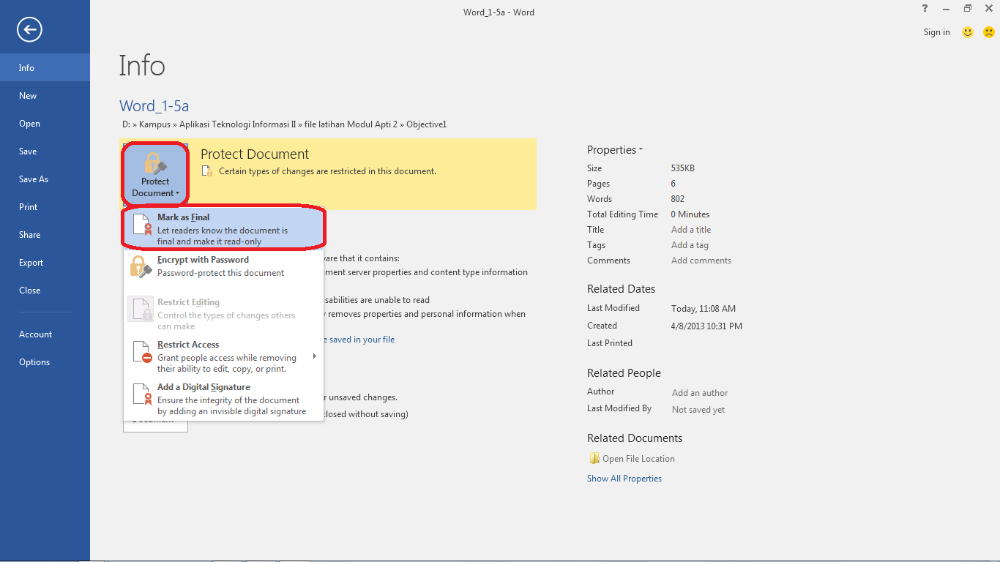 Word_1-5a - Word
?
Sign in
Info
New
Open
Save
Save As
Print
Share
Export
Close
Account
Options
Info
Word_1-5a
D: » Kampus » Aplikasi Teknologi Informasi II » file latihan Modul Apti 2 » Objective1
Protect
Document
Protect Document
Certain types of changes are restricted in this document.
Mark as Final
Let readers know the document is
final and make it read-only
Encrypt with Password
Password-protect this document
Restrict Editing
Control the types of changes others
can make
Restrict Access
Grant people access while removing
their ability to edit, copy, or print.
Add a Digital Signature
Ensure the integrity of the document
by adding an invisible digital signature
that it contains:
server properties and content type information
are unable to read
removes properties and personal information when
saved in your file
unsaved changes.
without saving)
Properties
Size 535KB
Pages 6
Words 802
Total Editing Time 0 Minutes
Title Add a title
Tags Add a tag
Comments Add comments
Related Dates
Last Modified Today, 11:08 AM
Created 4/8/2013 10:31 PM
Last Printed
Related People
Author Add an author
Last Modified By Not saved yet
Related Documents
Open File Location
Show All Properties